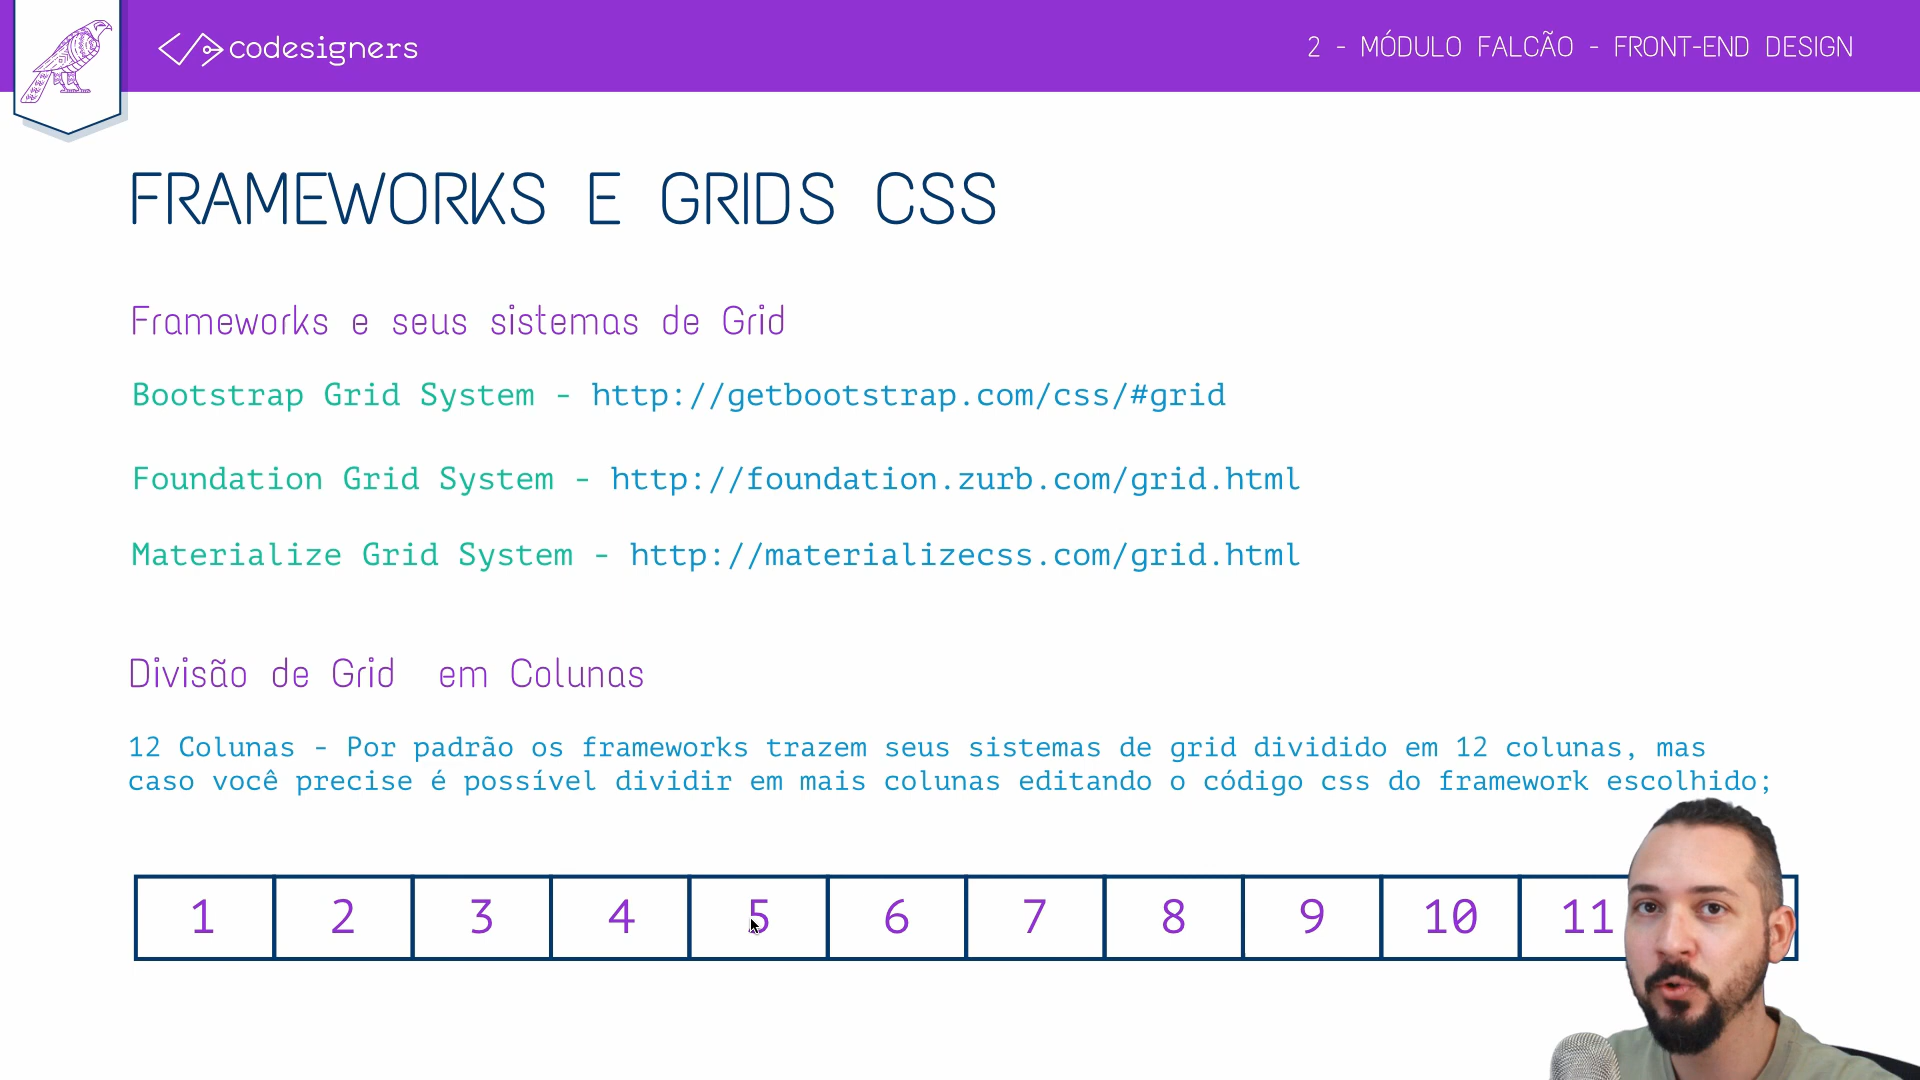 codesigners
2 - MÓDULO FALCÃO - FRONT-END DESIGN
FRAMEWORKS E GRIDS CSS
Frameworks e seus sistemas de Grid
Bootstrap Grid System - http://getbootstrap.com/css/#grid
Foundation Grid System - http://foundation.zurb.com/grid.html
Materialize Grid System - http://materializecss.com/grid.html
Divisão de Grid em Colunas
12 Colunas - Por padrão os frameworks trazem seus sistemas de grid dividido em 12 colunas, mas
caso você precise é possível dividir em mais colunas editando o código css do framework escolhido;
1 2 3 4 5 6 7 8 9 10 11